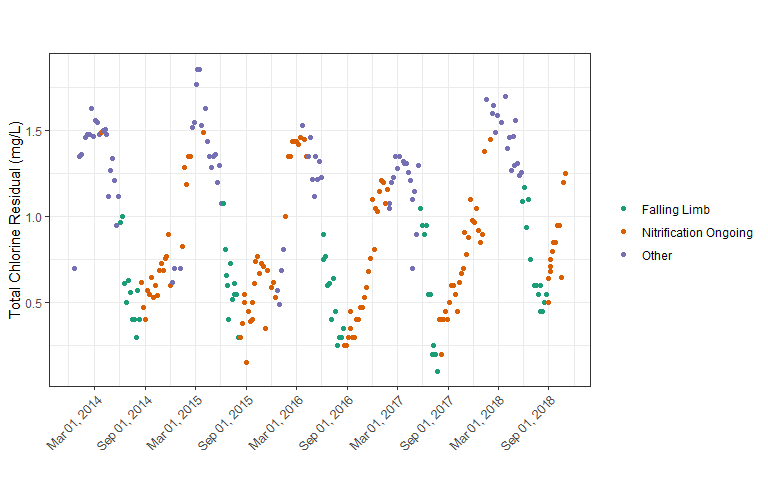 Total Chlorine Residual (mg/L)
1.5
1.0
0.5
Mar 01, 2014
Sep 01, 2014
Mar 01, 2015
Sep 01, 2015
Mar 01, 2016
Sep 01, 2016
Mar 01, 2017
Sep 01, 2017
Mar 01, 2018
Sep 01, 2018
Falling Limb
Nitrification Ongoing
Other